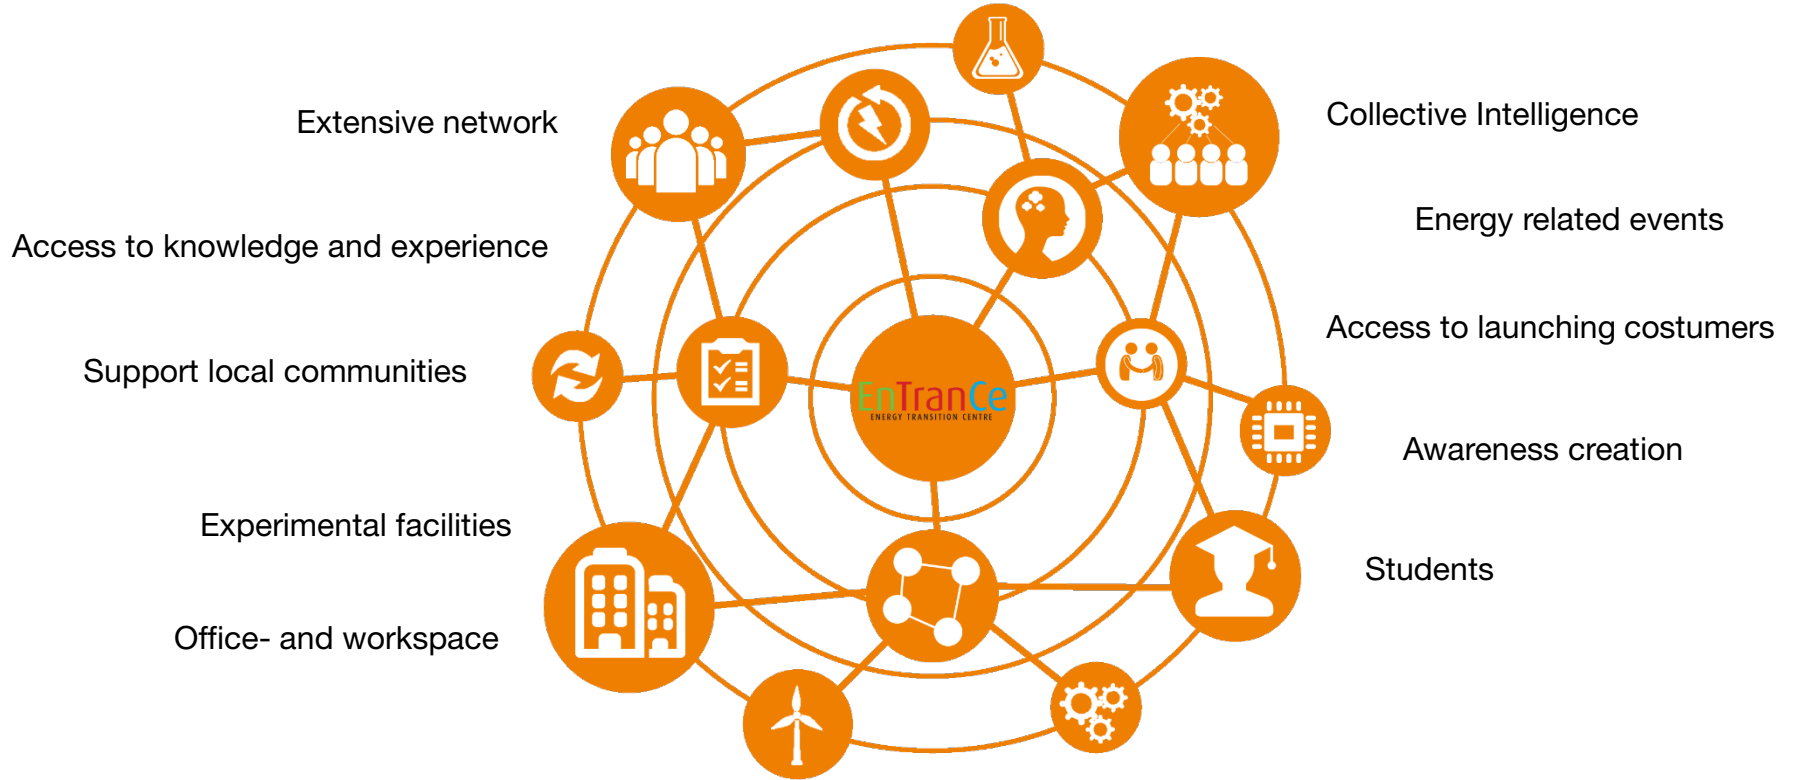 Extensive network
Access to knowledge and experience
Support local communities
Experimental facilities
Office- and workspace
EnTranCe
ENERGY TRANSITION CENTRE
Collective Intelligence
Energy related events
Access to launching costumers
Awareness creation
Students